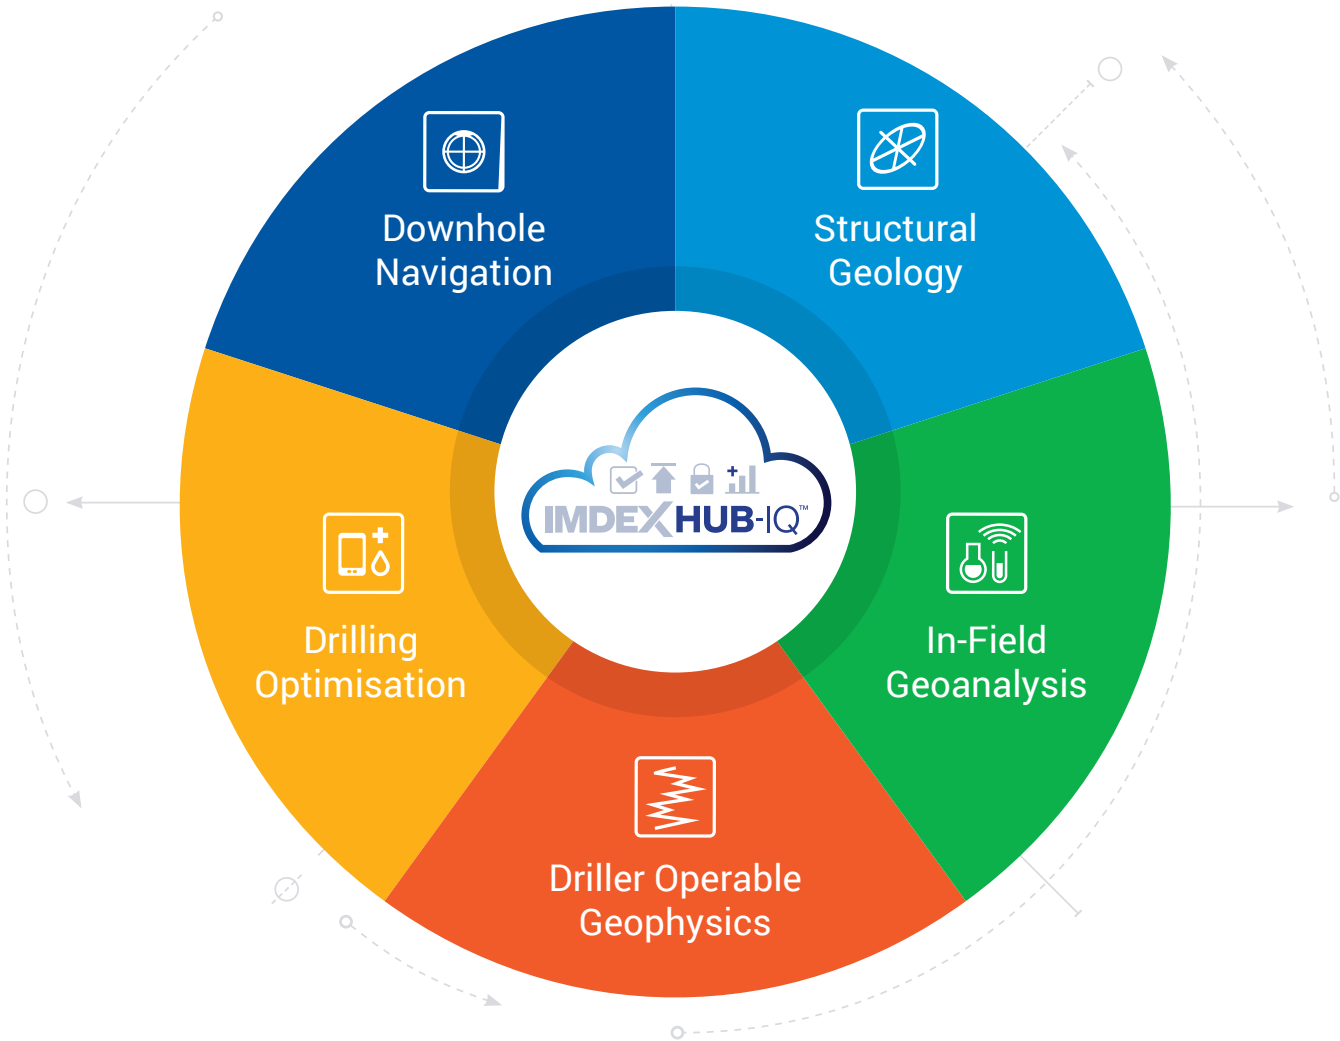 Downhole
Navigation
Structural
Geology
IMDEXHUB-IQ™
Drilling
Optimisation
In-Field
Geoanalysis
Driller Operable
Geophysics